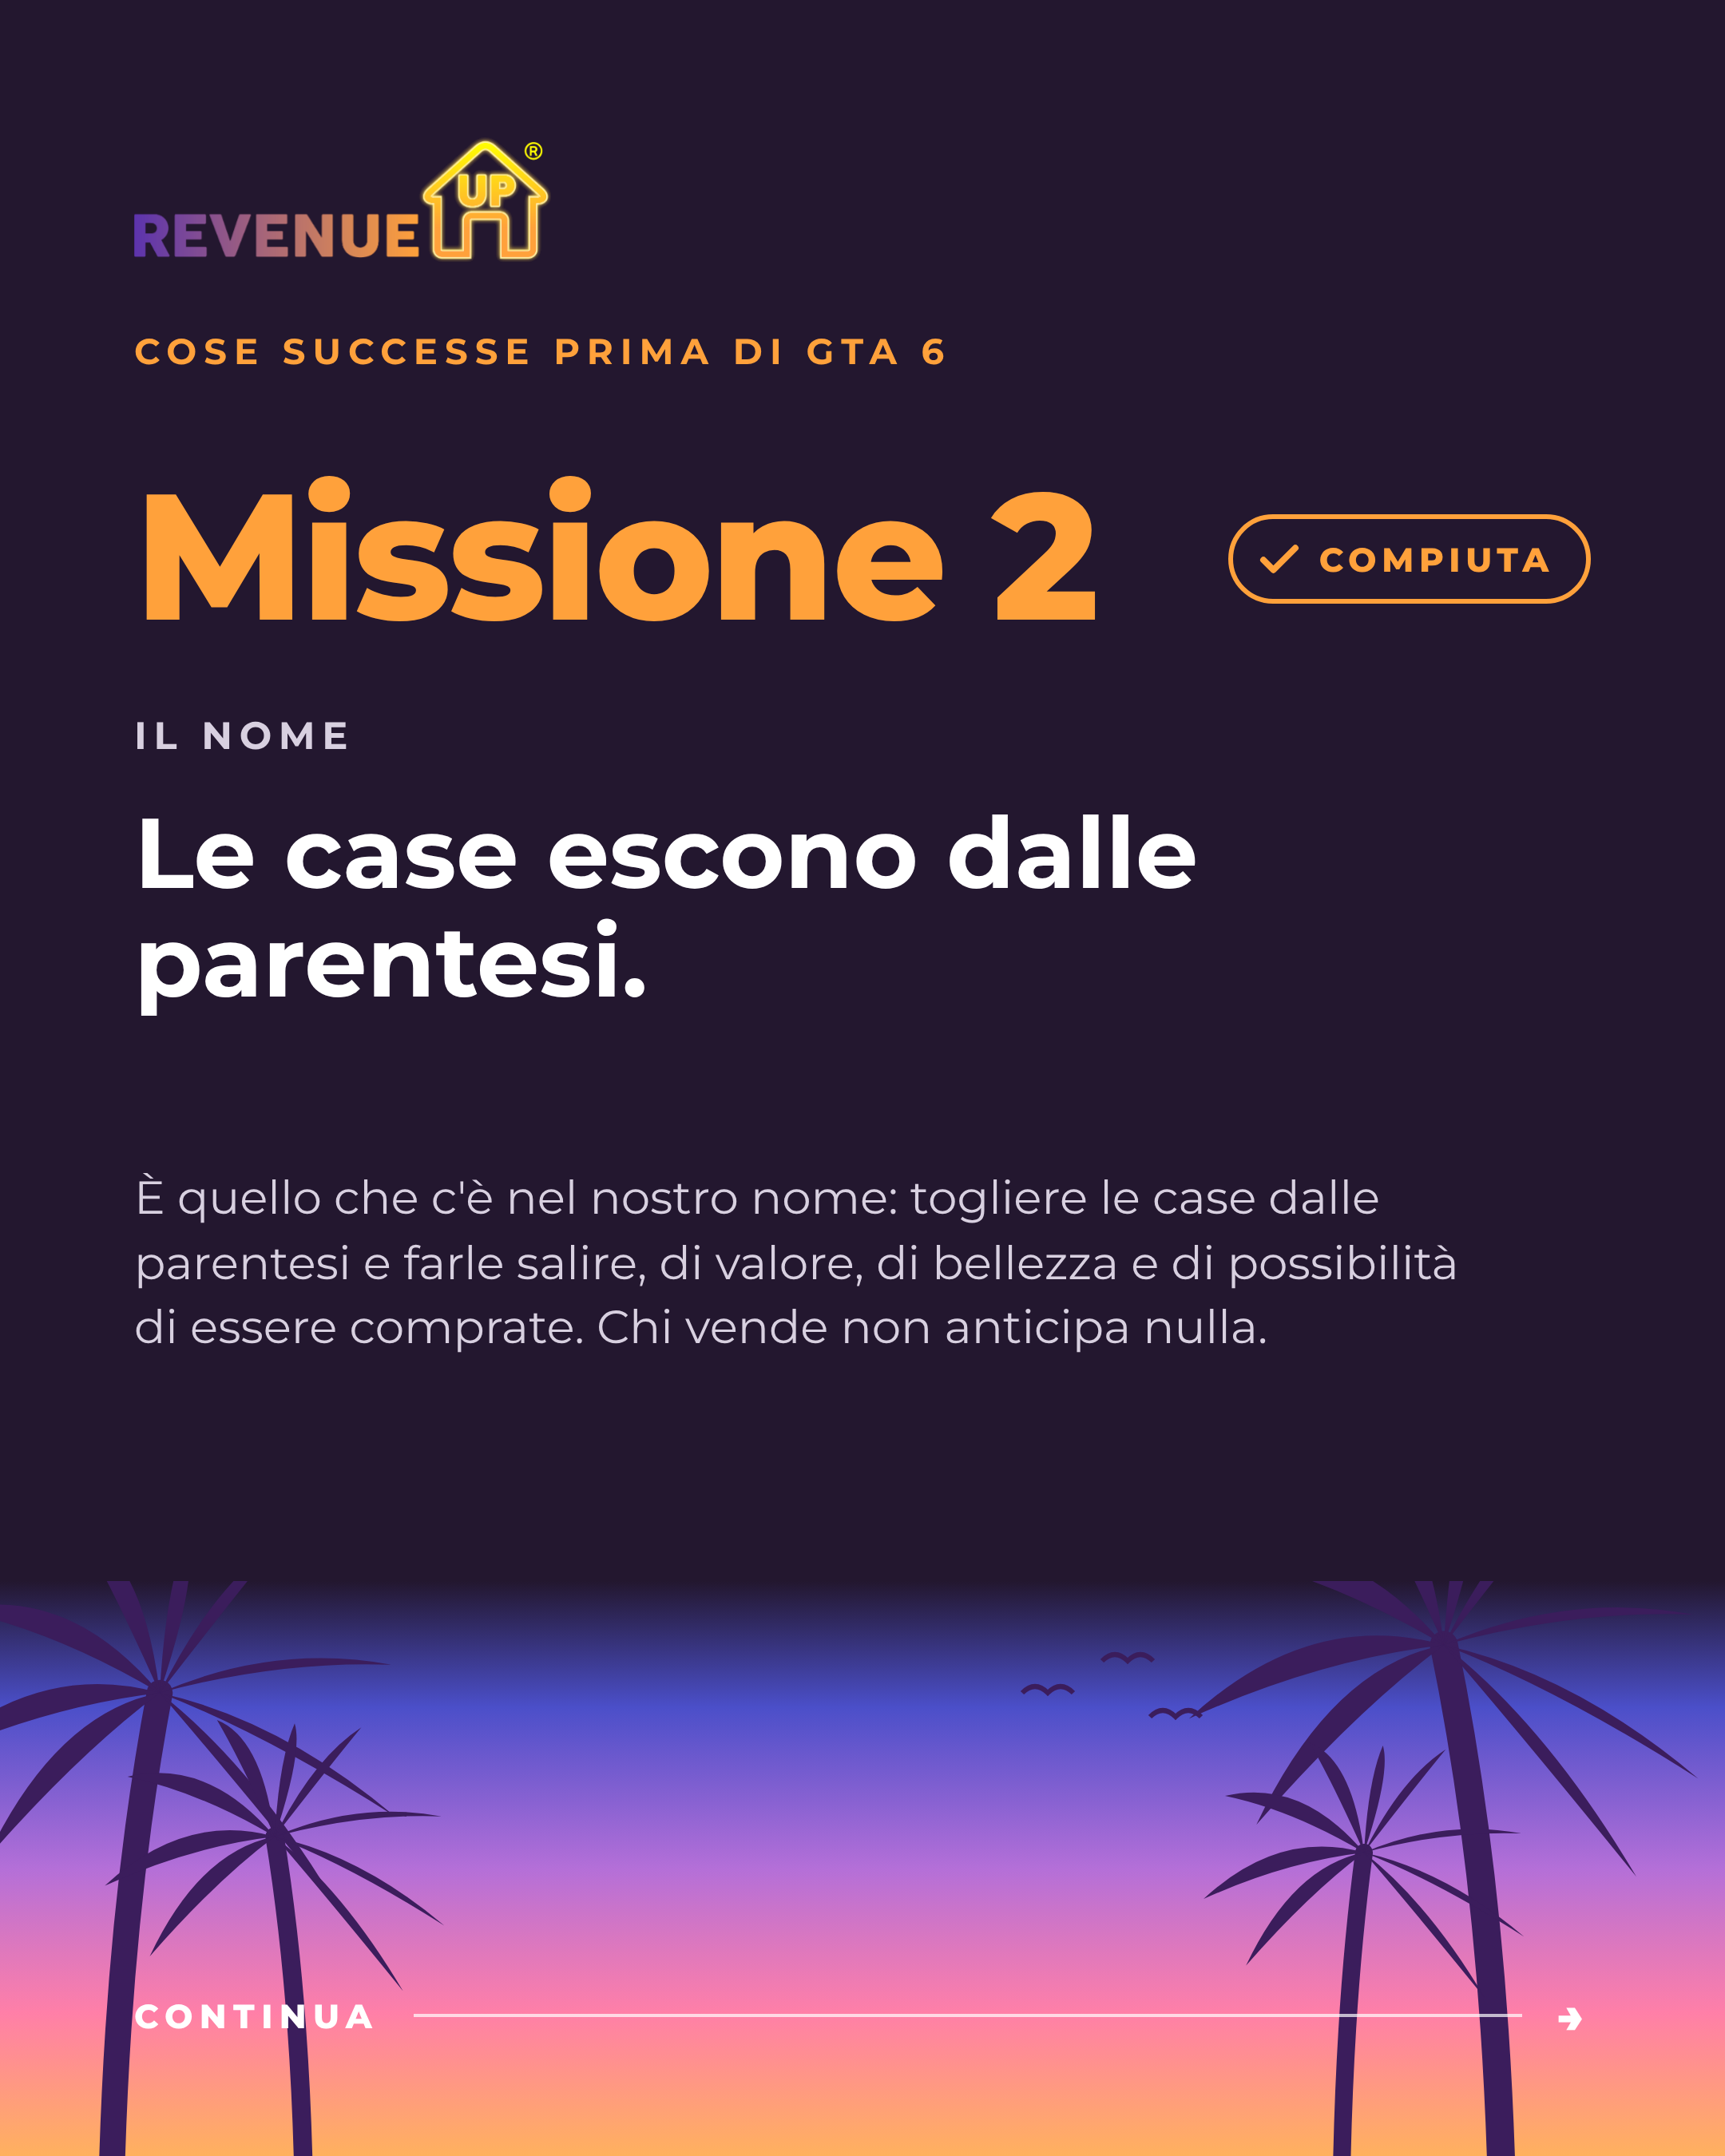 REVENUE UP ®
COSE SUCCESSE PRIMA DI GTA 6
Missione 2
COMPIUTA
IL NOME
Le case escono dalle
parentesi.
È quello che c'è nel nostro nome: togliere le case dalle
parentesi e farle salire, di valore, di bellezza e di possibilità
di essere comprate. Chi vende non anticipa nulla.
CONTINUA